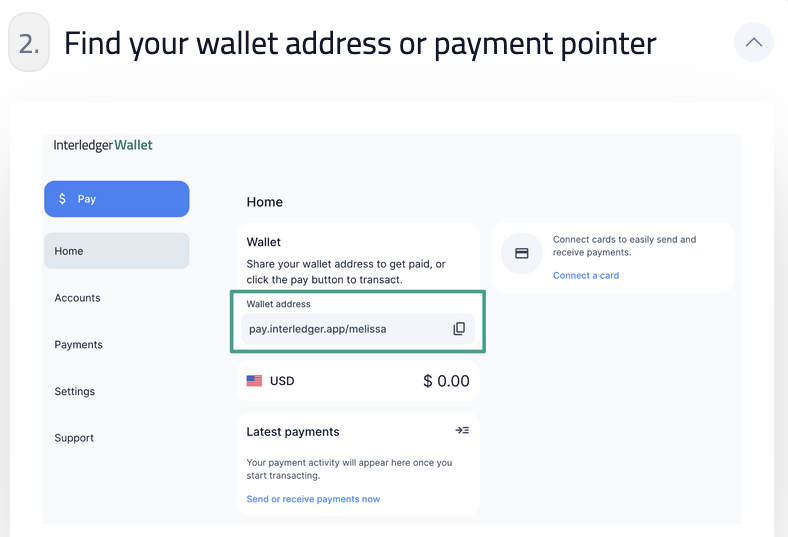 2. Find your wallet address or payment pointer
Interledger Wallet
$ Pay
Home
Accounts
Payments
Settings
Support
Home
Wallet
Share your wallet address to get paid, or
click the pay button to transact.
Wallet address
pay.interledger.app/melissa
USD $ 0.00
Latest payments
Your payment activity will appear here once you
start transacting.
Send or receive payments now
Connect cards to easily send and
receive payments.
Connect a card